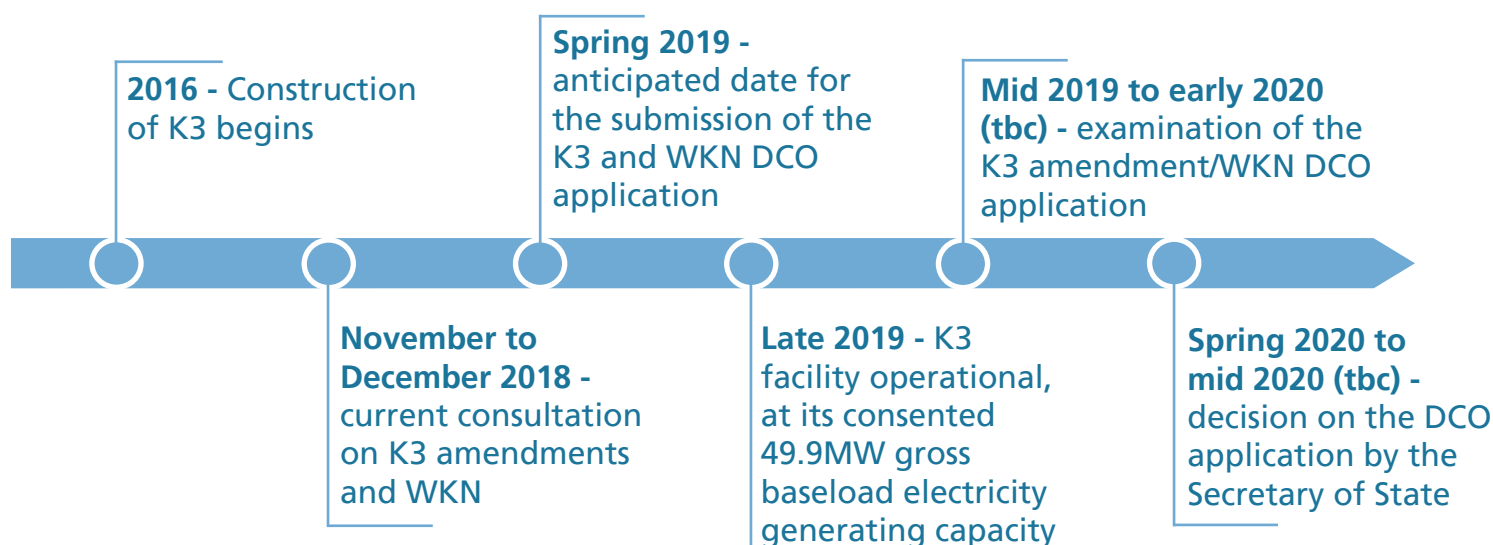 2016 - Construction
of K3 begins
November to
December 2018 -
current consultation
on K3 amendments
and WKN
Spring 2019 -
anticipated date for
the submission of the
K3 and WKN DCO
application
Late 2019 - K3
facility operational,
at its consented
49.9MW gross
baseload electricity
generating capacity
Mid 2019 to early 2020
(tbc) - examination of the
K3 amendment/WKN DCO
application
Spring 2020 to
mid 2020 (tbc) -
decision on the DCO
application by the
Secretary of State